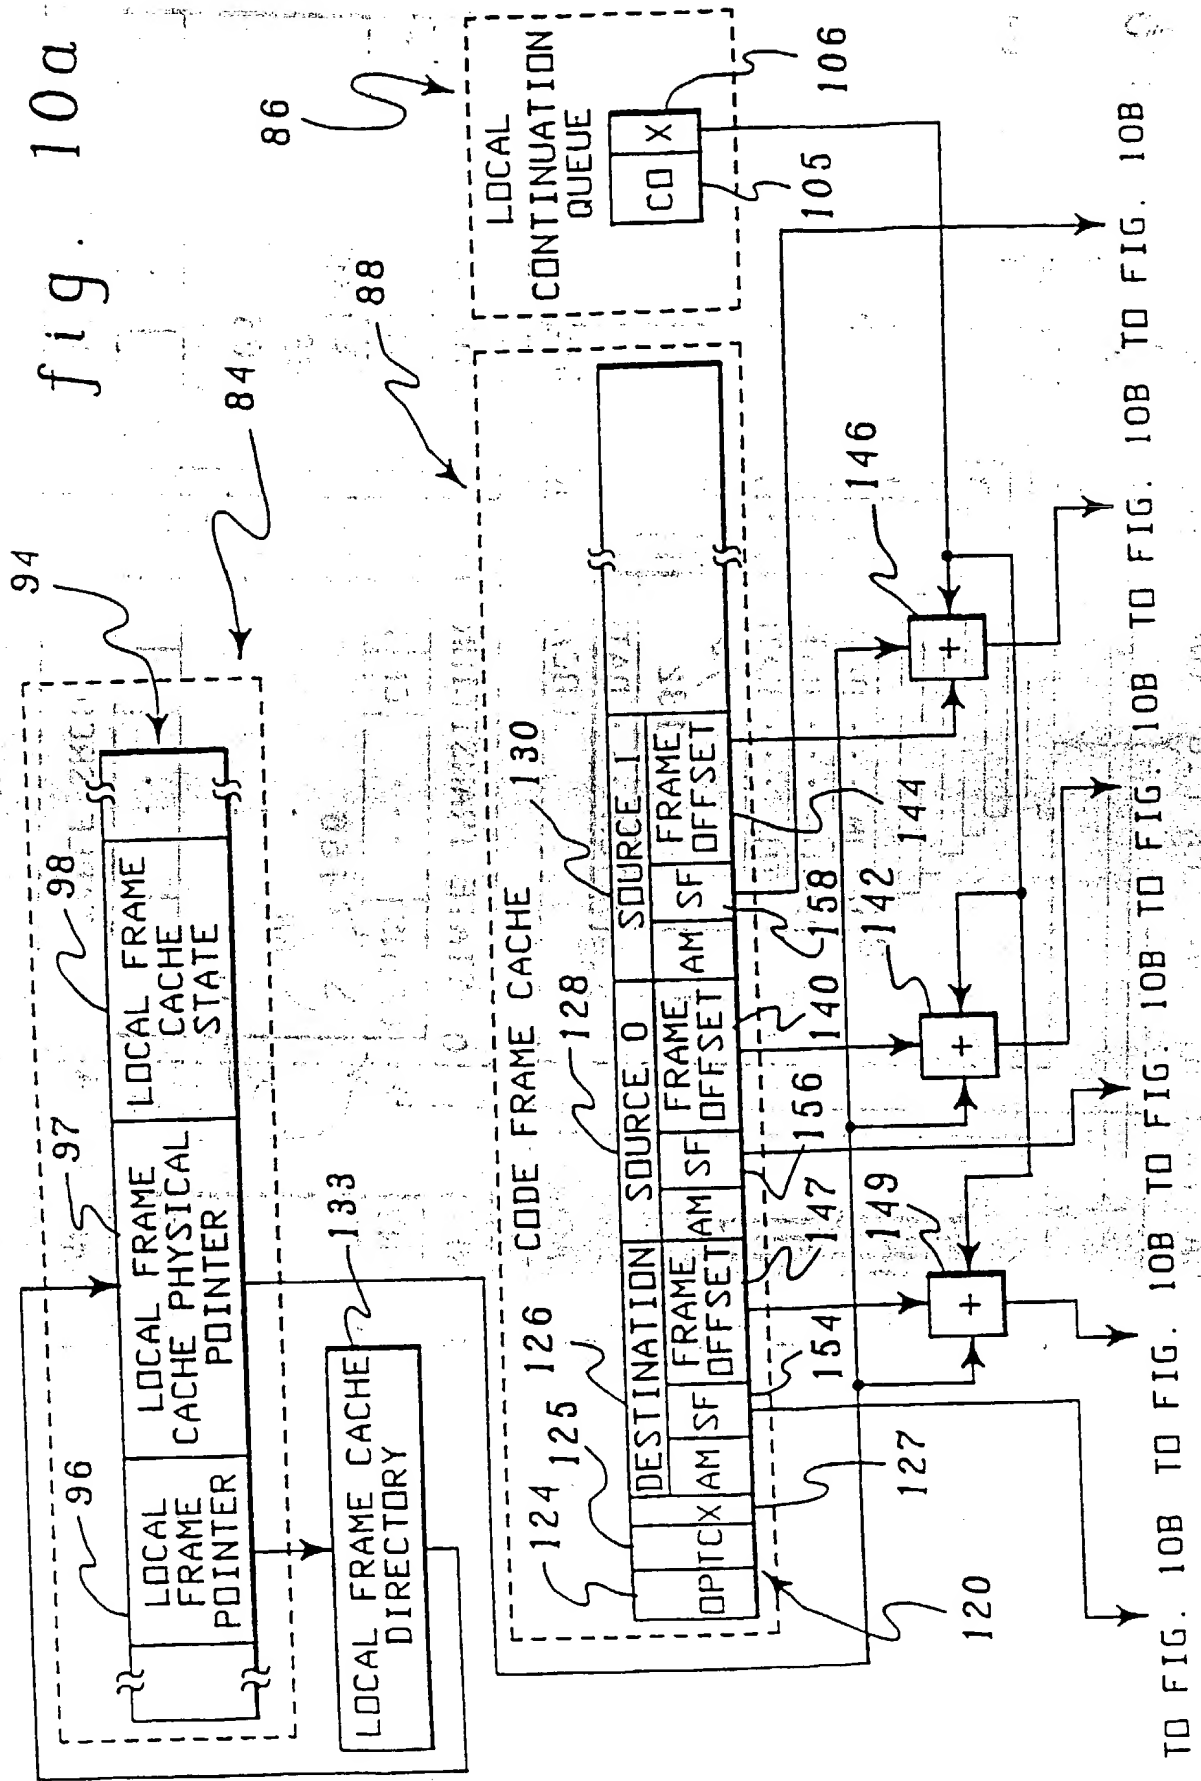 fig. 10a
94
84
96
97
98
LOCAL
FRAME
POINTER
LOCAL FRAME
CACHE PHYSICAL
POINTER
LOCAL FRAME
CACHE
STATE
133
LOCAL FRAME CACHE
DIRECTORY
88
86
CODE FRAME CACHE
124
125
126
128
130
OP
TC
X
DESTINATION
AM
SF
FRAME
OFFSET
SOURCE 0
AM
SF
FRAME
OFFSET
SOURCE 1
AM
SF
FRAME
OFFSET
LOCAL
CONTINUATION
QUEUE
CO
X
105
106
120
127
154
147
156
140
158
144
149
142
146
+
+
+
TO FIG. 10B
TO FIG. 10B
TO FIG. 10B
TO FIG. 10B
TO FIG. 10B
TO FIG. 10B